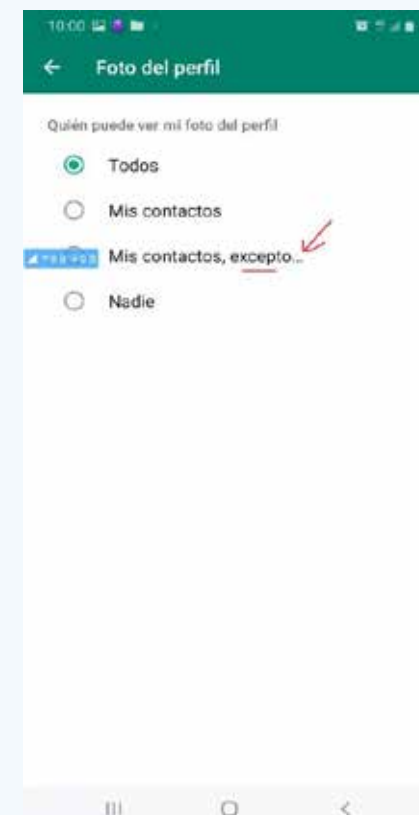 10:00
Foto del perfil
Quién puede ver mi foto del perfil
Todos
Mis contactos
Mis contactos, excepto...
Nadie